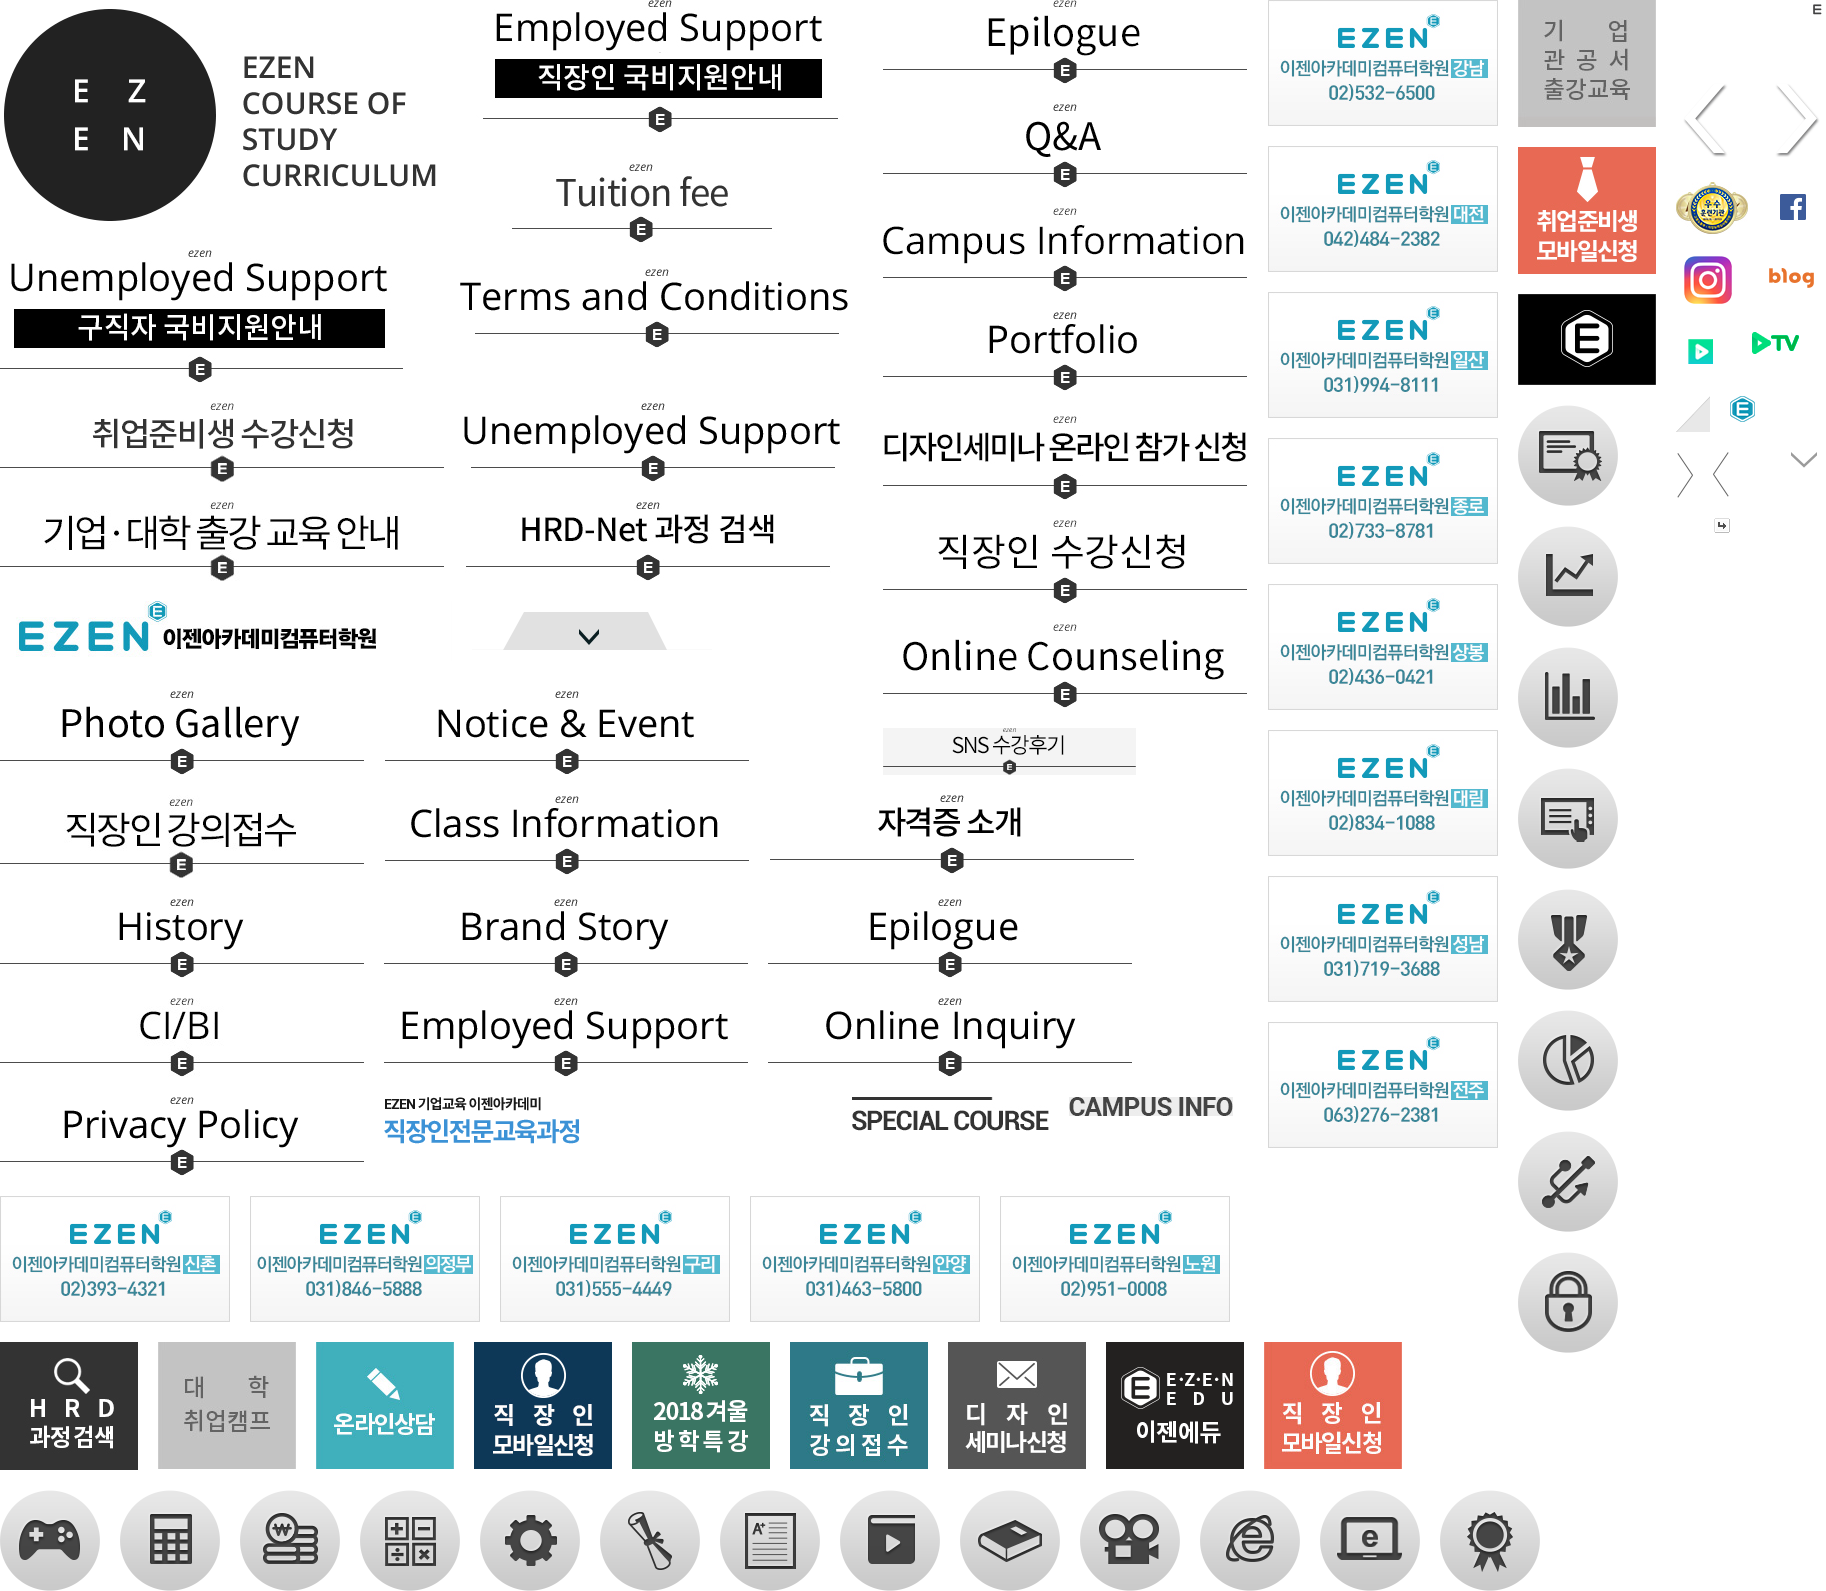 E Z
E N
EZEN
COURSE OF
STUDY
CURRICULUM
ezen
Employed Support
직장인 국비지원안내
E
ezen
Tuition fee
E
ezen
Unemployed Support
구직자 국비지원안내
E
ezen
Terms and Conditions
E
ezen
취업준비생 수강신청
E
ezen
Unemployed Support
E
ezen
기업·대학 출강 교육 안내
E
ezen
HRD-Net 과정 검색
E
EZEN E 이젠아카데미컴퓨터학원
ezen
Epilogue
E
ezen
Q&A
E
ezen
Campus Information
E
ezen
Portfolio
E
ezen
디자인세미나 온라인 참가 신청
E
ezen
직장인 수강신청
E
ezen
Online Counseling
E
ezen
SNS 수강후기
E
ezen
Photo Gallery
E
ezen
Notice & Event
E
ezen
직장인 강의접수
E
ezen
Class Information
E
ezen
자격증 소개
E
ezen
History
E
ezen
Brand Story
E
ezen
Epilogue
E
ezen
CI/BI
E
ezen
Employed Support
E
ezen
Online Inquiry
E
ezen
Privacy Policy
E
EZEN 기업교육 이젠아카데미
직장인전문교육과정
SPECIAL COURSE
CAMPUS INFO
EZEN E
이젠아카데미컴퓨터학원 강남
02)532-6500
EZEN E
이젠아카데미컴퓨터학원 대전
042)484-2382
EZEN E
이젠아카데미컴퓨터학원 일산
031)994-8111
EZEN E
이젠아카데미컴퓨터학원 종로
02)733-8781
EZEN E
이젠아카데미컴퓨터학원 상봉
02)436-0421
EZEN E
이젠아카데미컴퓨터학원 대림
02)834-1088
EZEN E
이젠아카데미컴퓨터학원 성남
031)719-3688
EZEN E
이젠아카데미컴퓨터학원 전주
063)276-2381
기 업
관 공 서
출강교육
취업준비생
모바일신청
E
E
우수
훈련기관
f
blog
TV
E
EZEN E
이젠아카데미컴퓨터학원 신촌
02)393-4321
EZEN E
이젠아카데미컴퓨터학원 의정부
031)846-5888
EZEN E
이젠아카데미컴퓨터학원 구리
031)555-4449
EZEN E
이젠아카데미컴퓨터학원 안양
031)463-5800
EZEN E
이젠아카데미컴퓨터학원 노원
02)951-0008
H R D
과정검색
대 학
취업캠프
온라인상담
직 장 인
모바일신청
2018 겨울
방학특강
직 장 인
강의접수
디 자 인
세미나신청
E E·Z·E·N
E D U
이젠에듀
직 장 인
모바일신청
₩
A+
e
e